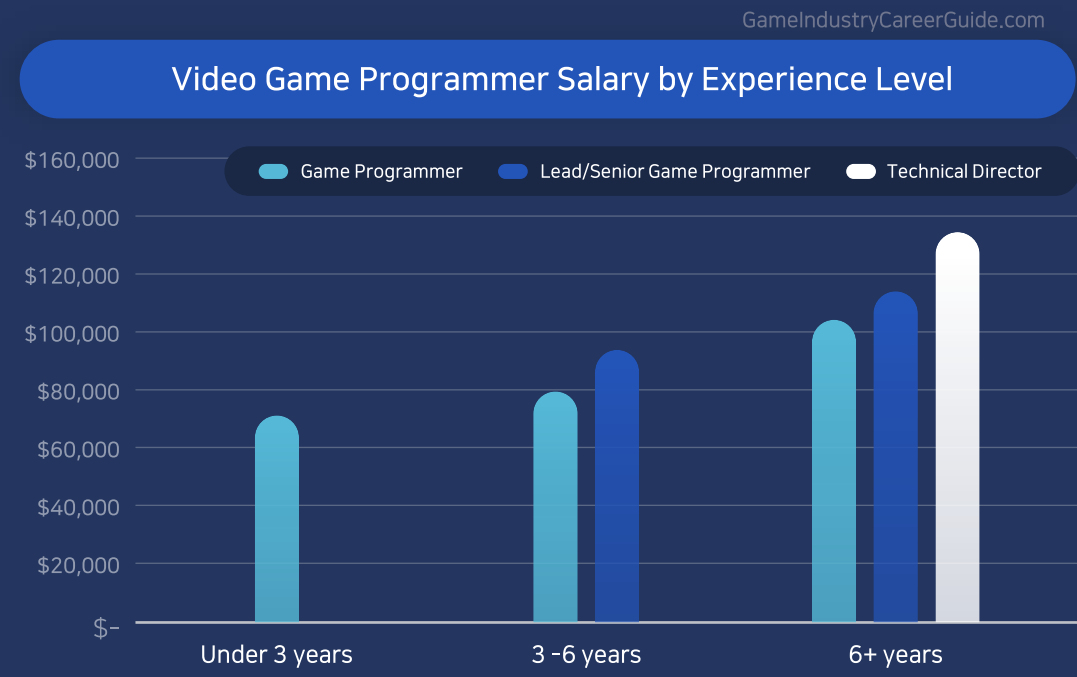 GameIndustryCareerGuide.com
Video Game Programmer Salary by Experience Level
Game Programmer
Lead/Senior Game Programmer
Technical Director
$160,000
$140,000
$120,000
$100,000
$80,000
$60,000
$40,000
$20,000
$-
Under 3 years
3 -6 years
6+ years